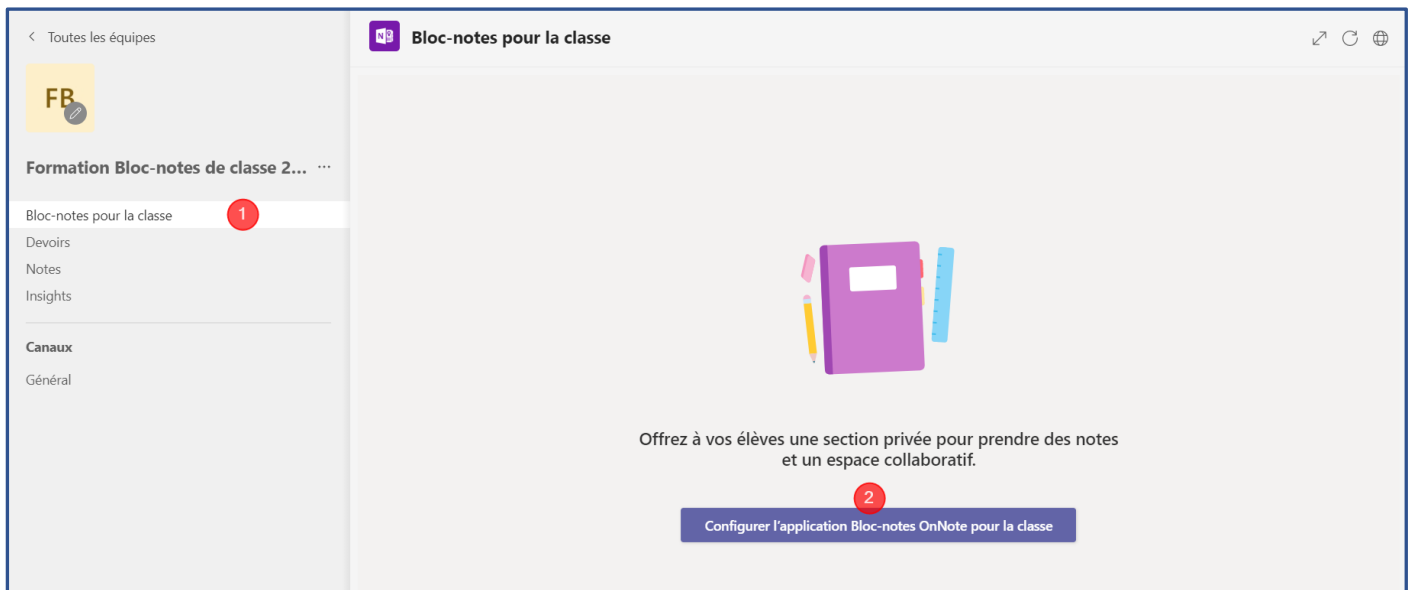 Toutes les équipes
Bloc-notes pour la classe
FB
Formation Bloc-notes de classe 2... ...
Bloc-notes pour la classe
1
Devoirs
Notes
Insights
Canaux
Général
Offrez à vos élèves une section privée pour prendre des notes
et un espace collaboratif.
2
Configurer l'application Bloc-notes OnNote pour la classe